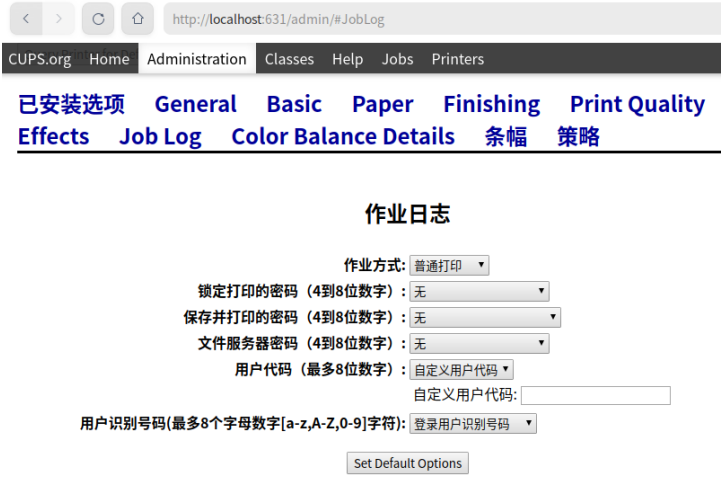 http://localhost:631/admin/#JobLog
CUPS.org Home Administration Classes Help Jobs Printers
已安装选项 General Basic Paper Finishing Print Quality
Effects Job Log Color Balance Details 条幅 策略
作业日志
作业方式: 普通打印
锁定打印的密码（4到8位数字）: 无
保存并打印的密码（4到8位数字）: 无
文件服务器密码（4到8位数字）: 无
用户代码（最多8位数字）: 自定义用户代码
自定义用户代码:
用户识别号码(最多8个字母数字[a-z,A-Z,0-9]字符): 登录用户识别号码
Set Default Options